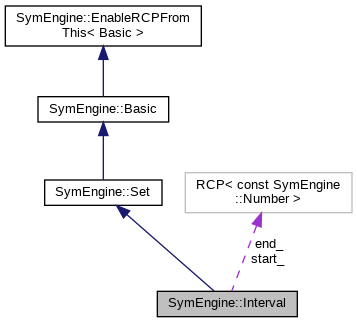 SymEngine::EnableRCPFrom
This< Basic >
SymEngine::Basic
SymEngine::Set
RCP< const SymEngine
::Number >
end_
start_
SymEngine::Interval